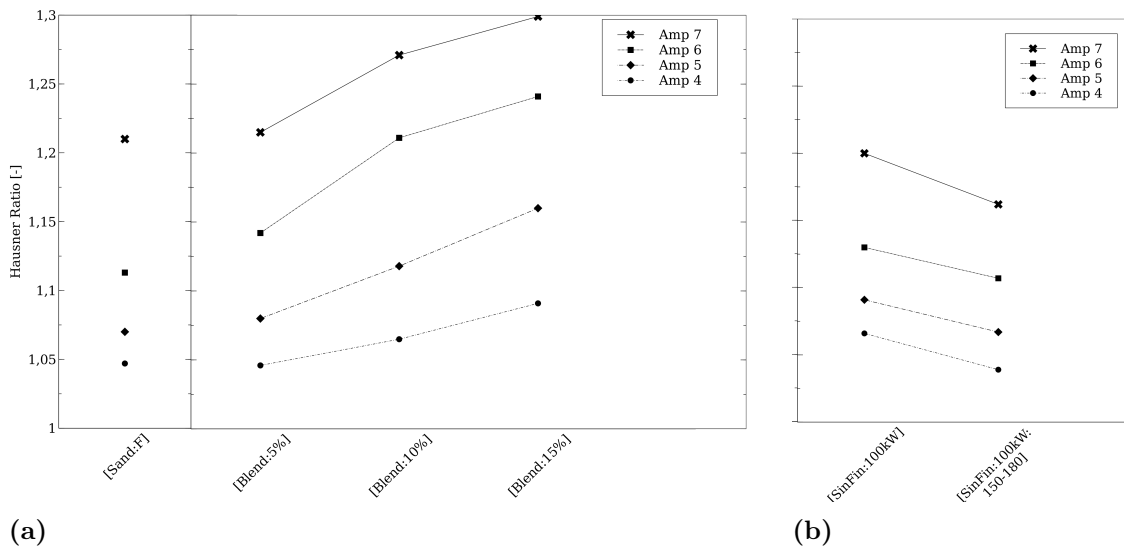 1,3
1,25
1,2
1,15
1,1
1,05
1
Hausner Ratio [-]
Amp 7
Amp 6
Amp 5
Amp 4
[Sand:F]
[Blend:5%]
[Blend:10%]
[Blend:15%]
(a)
Amp 7
Amp 6
Amp 5
Amp 4
[SinFin:100kW]
[SinFin:100kW:
150-180]
(b)